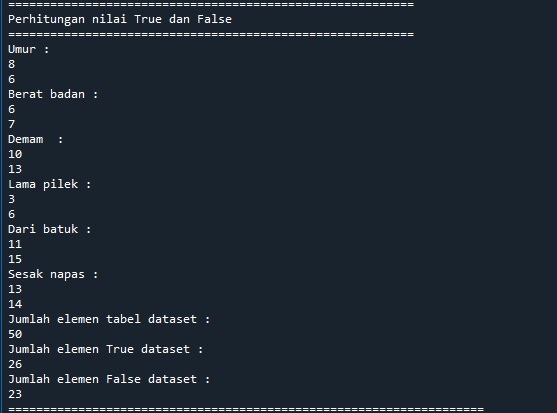 ==========================================================
Perhitungan nilai True dan False
==========================================================
Umur :
8
6
Berat badan :
6
7
Demam  :
10
13
Lama pilek :
3
6
Dari batuk :
11
15
Sesak napas :
13
14
Jumlah elemen tabel dataset :
50
Jumlah elemen True dataset :
26
Jumlah elemen False dataset :
23
====================================================================